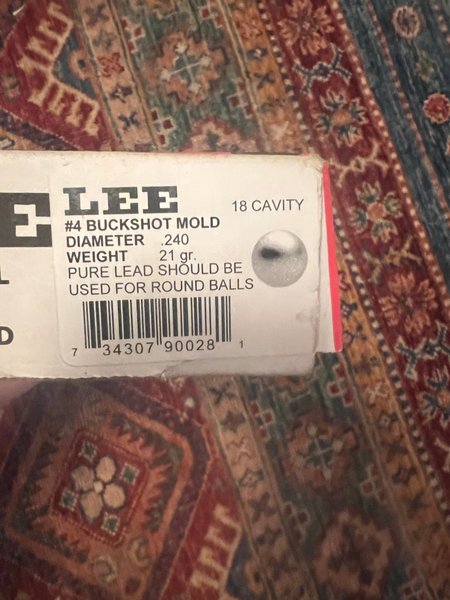 E
LEE
18 CAVITY
#4 BUCKSHOT MOLD
DIAMETER .240
WEIGHT 21 gr.
PURE LEAD SHOULD BE
USED FOR ROUND BALLS
D
7 34307 90028 1